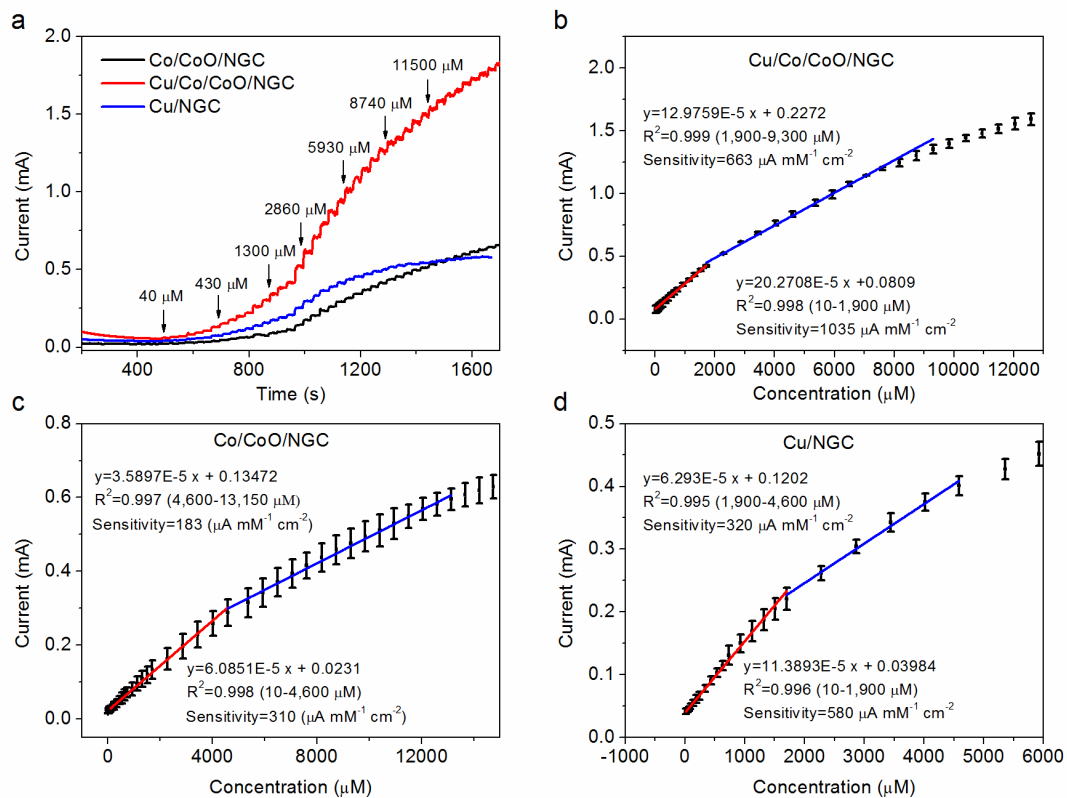 a
Co/CoO/NGC
Cu/Co/CoO/NGC
Cu/NGC
40 μM
430 μM
1300 μM
2860 μM
5930 μM
8740 μM
11500 μM
2.0
1.5
1.0
0.5
0.0
Current (mA)
400
800
1200
1600
Time (s)
b
Cu/Co/CoO/NGC
y=12.9759E-5 x + 0.2272
R²=0.999 (1,900-9,300 μM)
Sensitivity=663 μA mM⁻¹ cm⁻²
y=20.2708E-5 x +0.0809
R²=0.998 (10-1,900 μM)
Sensitivity=1035 μA mM⁻¹ cm⁻²
2.0
1.5
1.0
0.5
0.0
Current (mA)
0
2000
4000
6000
8000
10000
12000
Concentration (μM)
c
Co/CoO/NGC
y=3.5897E-5 x + 0.13472
R²=0.997 (4,600-13,150 μM)
Sensitivity=183 (μA mM⁻¹ cm⁻²)
y=6.0851E-5 x + 0.0231
R²=0.998 (10-4,600 μM)
Sensitivity=310 (μA mM⁻¹ cm⁻²)
0.8
0.6
0.4
0.2
0.0
Current (mA)
0
4000
8000
12000
Concentration (μM)
d
Cu/NGC
y=6.293E-5 x + 0.1202
R²=0.995 (1,900-4,600 μM)
Sensitivity=320 μA mM⁻¹ cm⁻²
y=11.3893E-5 x + 0.03984
R²=0.996 (10-1,900 μM)
Sensitivity=580 μA mM⁻¹ cm⁻²
0.5
0.4
0.3
0.2
0.1
0.0
Current (mA)
-1000
0
1000
2000
3000
4000
5000
6000
Concentration (μM)